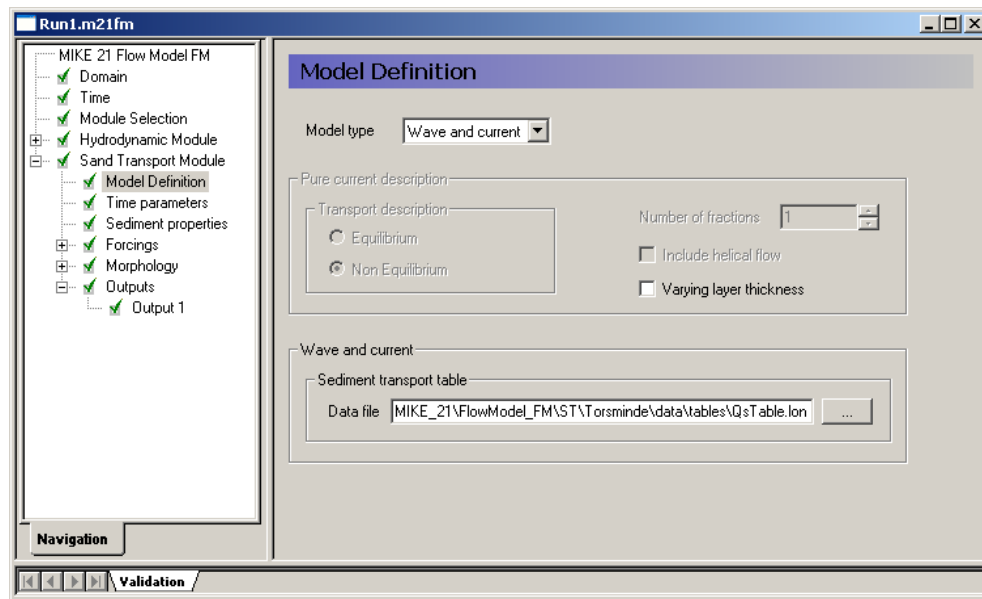 Run1.m21fm
MIKE 21 Flow Model FM
Domain
Time
Module Selection
Hydrodynamic Module
Sand Transport Module
Model Definition
Time parameters
Sediment properties
Forcings
Morphology
Outputs
Output 1
Navigation
Model Definition
Model type
Wave and current
Pure current description
Transport description
Equilibrium
Non Equilibrium
Number of fractions
1
Include helical flow
Varying layer thickness
Wave and current
Sediment transport table
Data file
MIKE_21\FlowModel_FM\ST\Torsminde\data\tables\QsTable.lon
...
Validation